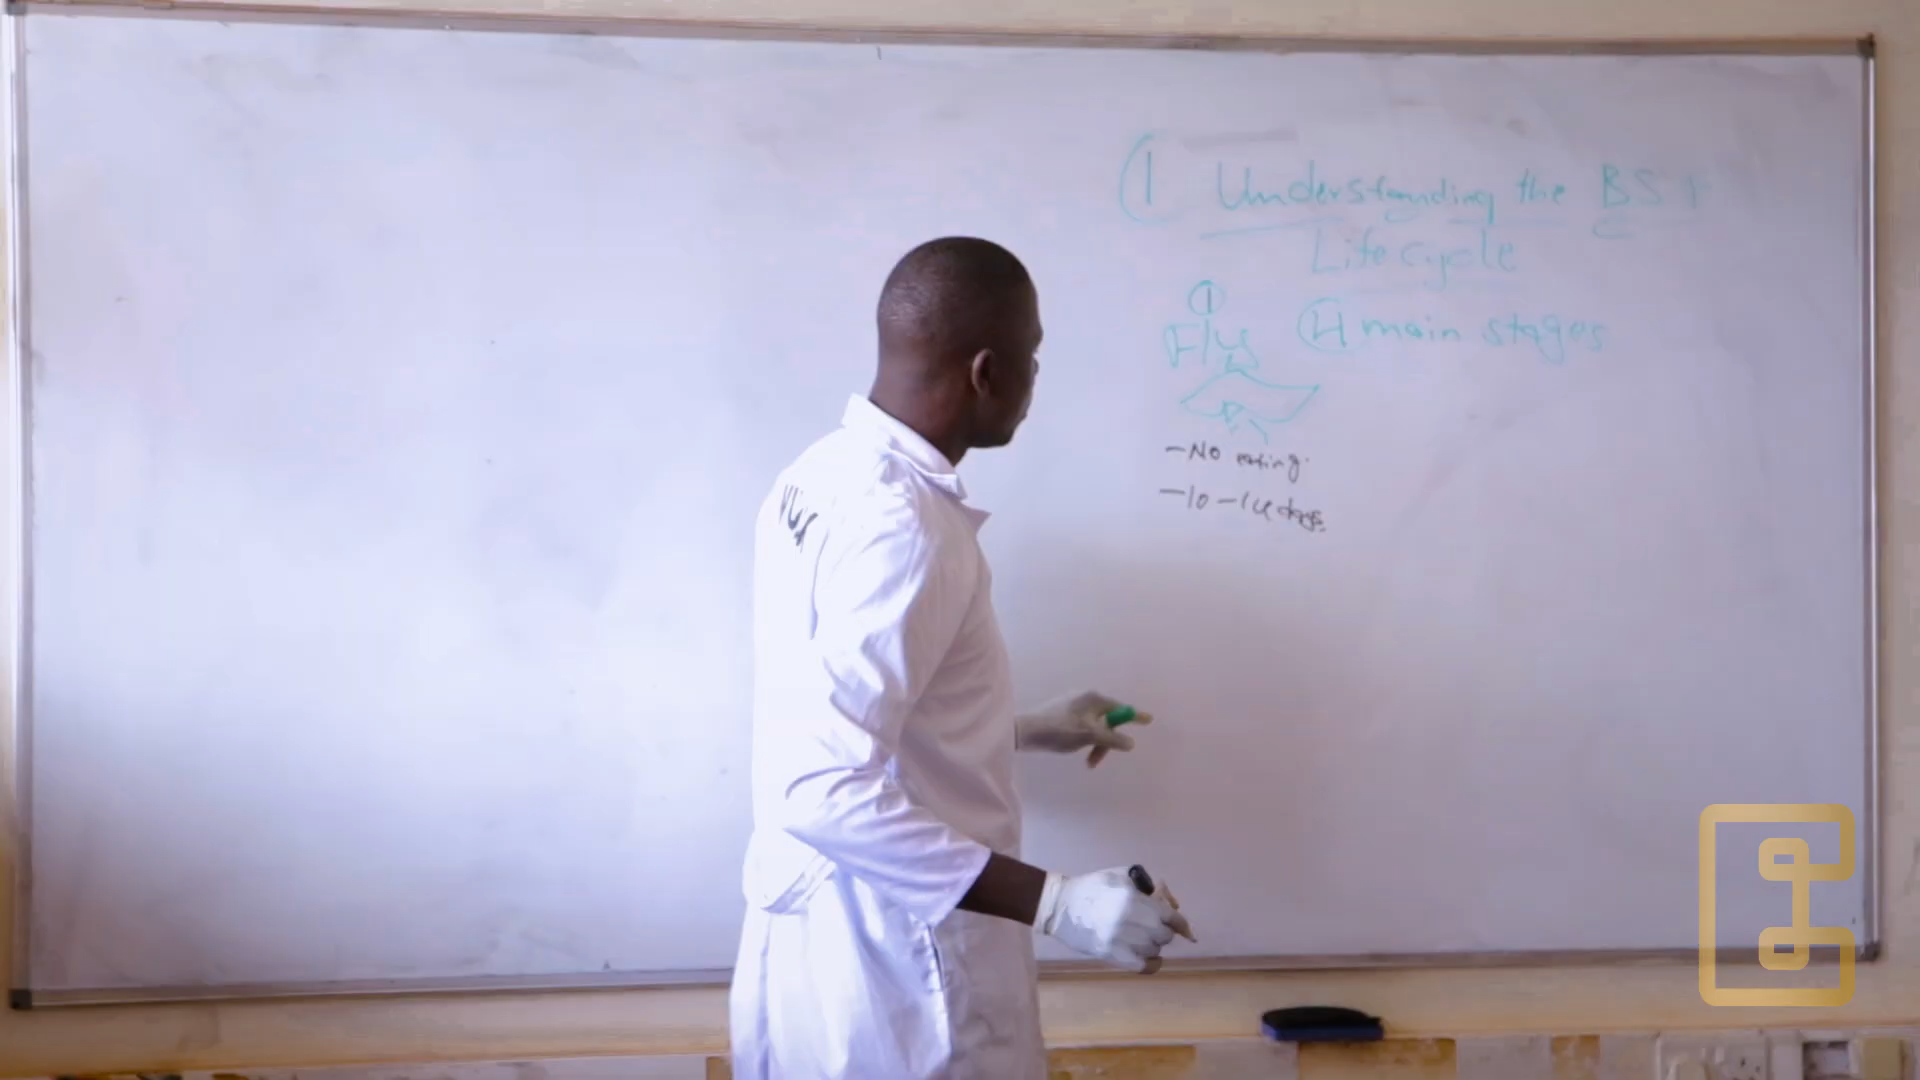 1 Understanding the BSF
Life cycle
1
Fly 4 main stages
- No eating.
- 10 - 14 days.